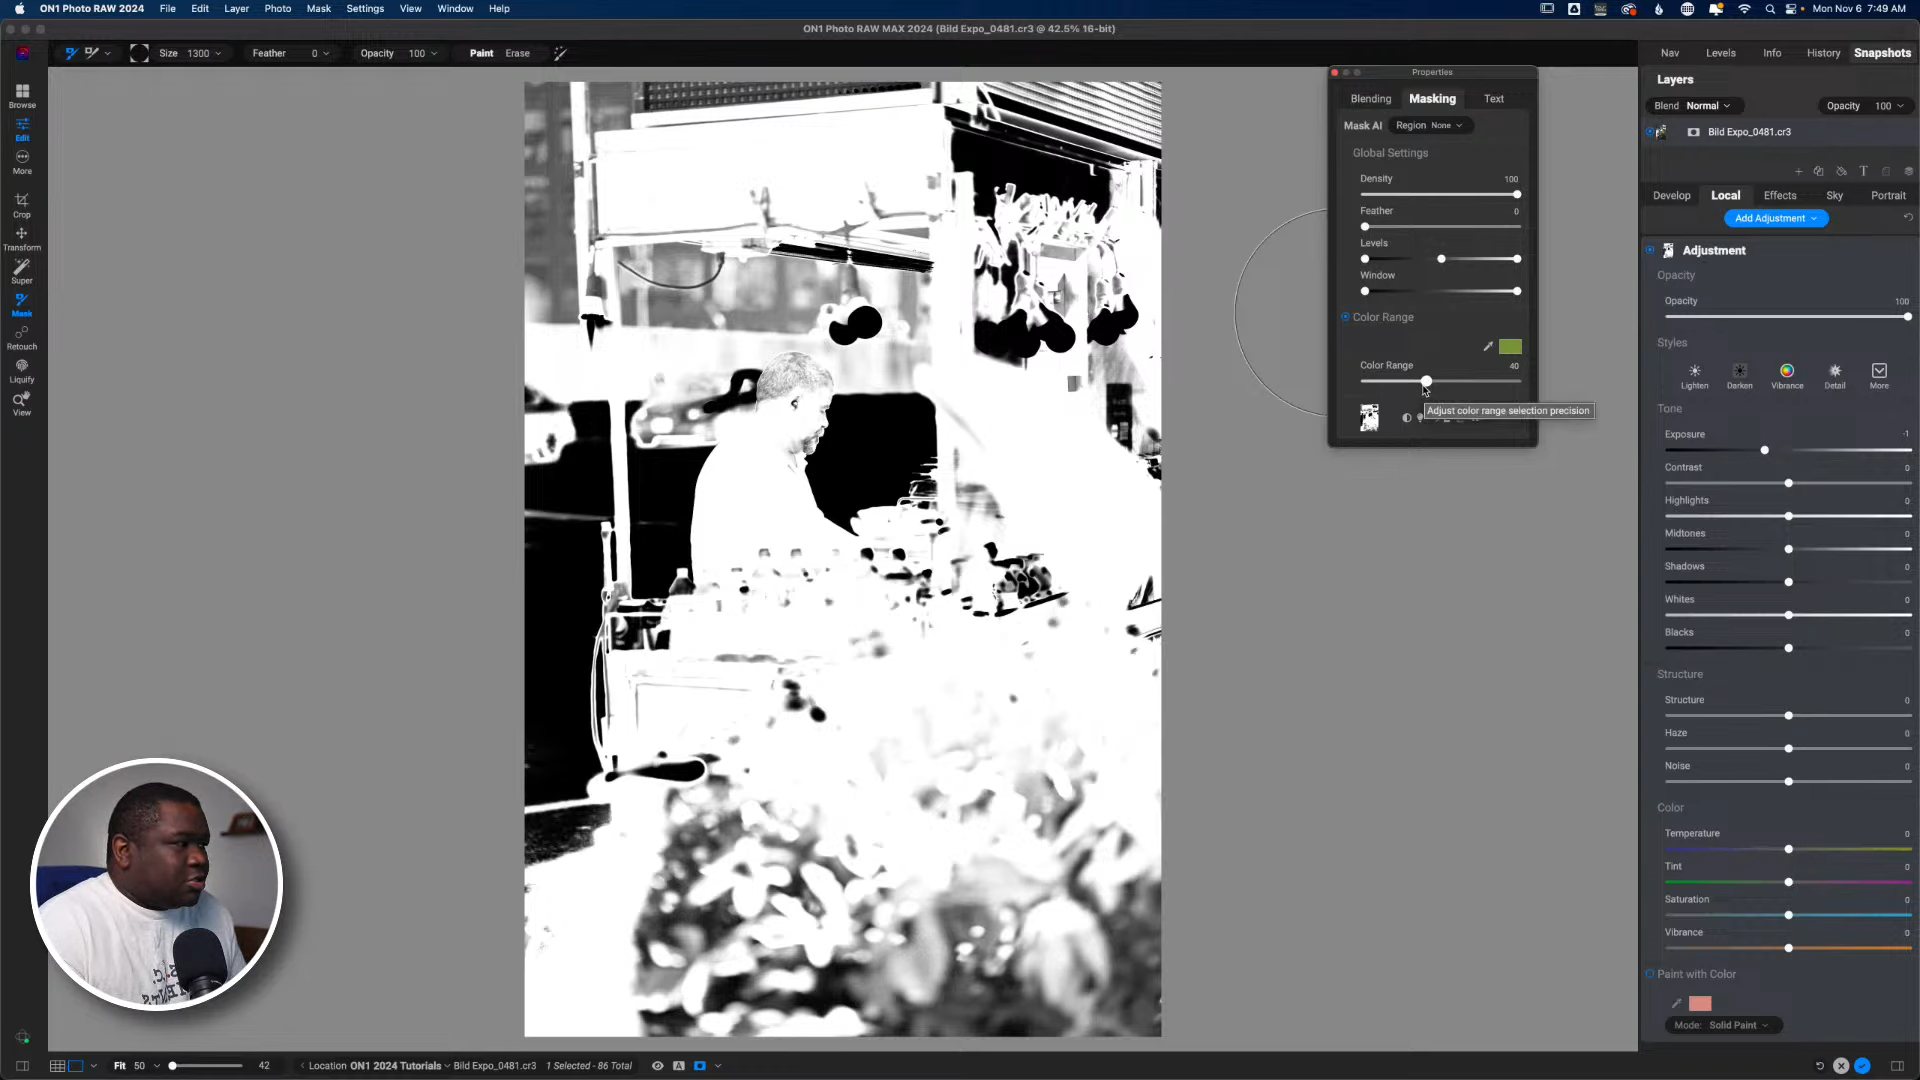 ON1 Photo RAW 2024 File Edit Layer Photo Mask Settings View Window Help Mon Nov 6 7:49 AM
ON1 Photo RAW MAX 2024 (Bild Expo_0481.cr3 @ 42.5% 16-bit)
Size 1300 Feather 0 Opacity 100 Paint Erase
Nav Levels Info History Snapshots
Browse
Edit
More
Crop
Transform
Super
Mask
Retouch
Liquify
View
Properties
Blending Masking Text
Mask AI Region None
Global Settings
Density 100
Feather 0
Levels
Window
Color Range
Color Range 40
Adjust color range selection precision
Layers
Blend Normal Opacity 100
Bild Expo_0481.cr3
Develop Local Effects Sky Portrait
Add Adjustment
Adjustment
Opacity
Opacity 100
Styles
Lighten Darken Vibrance Detail More
Tone
Exposure -1
Contrast 0
Highlights 0
Midtones 0
Shadows 0
Whites 0
Blacks 0
Structure
Structure 0
Haze 0
Noise 0
Color
Temperature 0
Tint 0
Saturation 0
Vibrance 0
Paint with Color
Mode: Solid Paint
Fit 50 42 Location ON1 2024 Tutorials Bild Expo_0481.cr3 1 Selected - 86 Total A